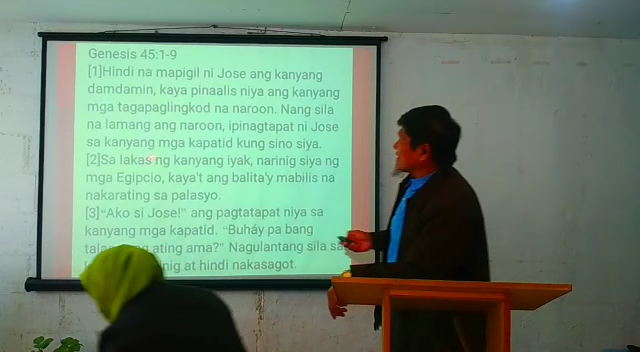 Genesis 45:1-9
[1]Hindi na mapigil ni Jose ang kanyang
damdamin, kaya pinaalis niya ang kanyang
mga tagapaglingkod na naroon. Nang sila
na lamang ang naroon, ipinagtapat ni Jose
sa kanyang mga kapatid kung sino siya.
[2]Sa lakas ng kanyang iyak, narinig siya ng
mga Egipcio, kaya't ang balita'y mabilis na
nakarating sa palasyo.
[3]“Ako si Jose!” ang pagtatapat niya sa
kanyang mga kapatid. “Buháy pa bang
ating ama?” Nagulantang sila sa
at hindi nakasagot.